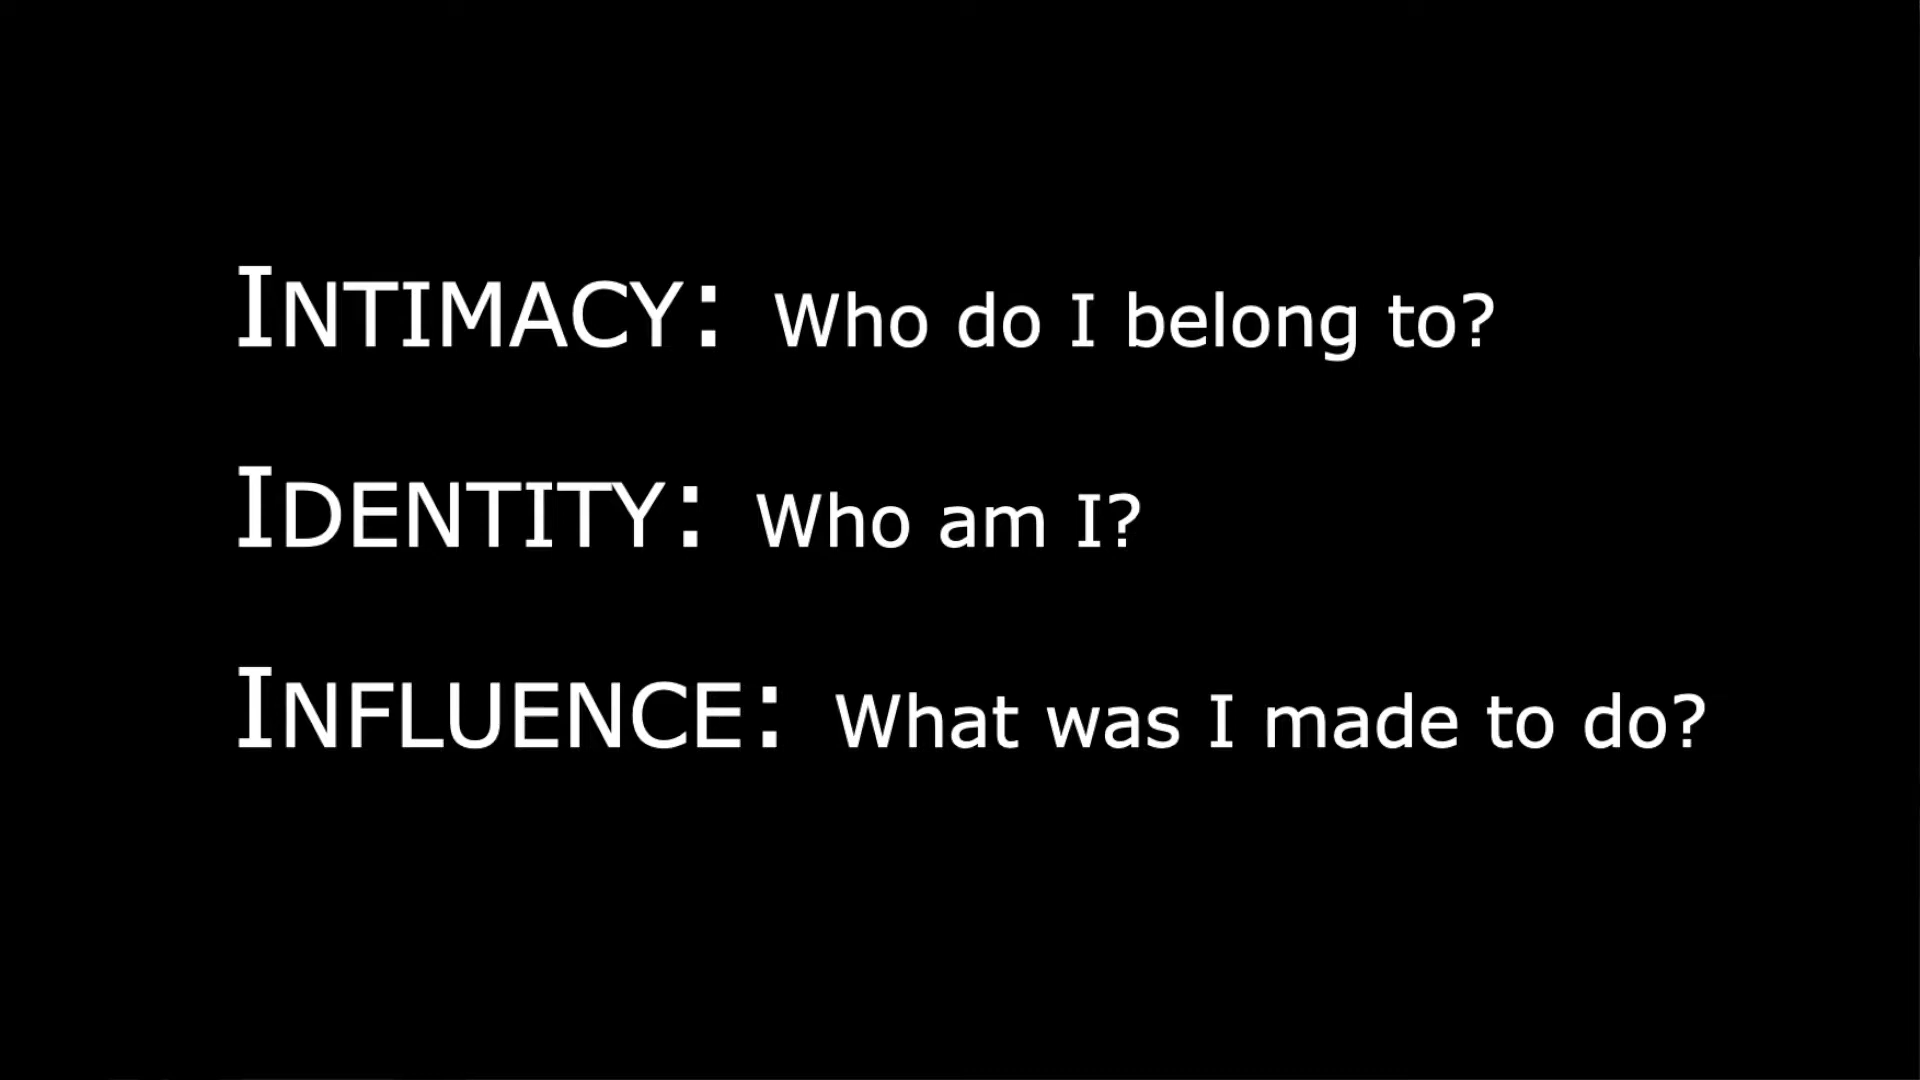 INTIMACY: Who do I belong to?
IDENTITY: Who am I?
INFLUENCE: What was I made to do?